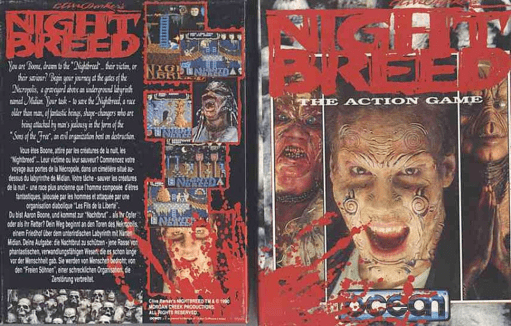 Clive Barker's
NIGHT
BREED
You are Boone, drawn to the "Nightbreed"... their victim, or
their saviour? Begin your journey at the gates of the
Necropolis, a graveyard above an underground labyrinth
named Midian. Your task - to save the Nightbreed, a race
older than man, of fantastic beings, shape-changers who are
being attacked by man's jealousy in the form of the
"Sons of the Free", an evil organisation bent on destruction.
Vous êtes Boone, attiré par les créatures de la nuit, les
"Nightbreed"... Leur victime ou leur sauveur? Commencez votre
voyage aux portes de la Nécropole, dans un cimetière situé au-
dessus du labyrinthe de Midian. Votre tâche - sauver les créatures
de la nuit - une race plus ancienne que l'homme composée d'êtres
fantastiques, jalousée par les hommes et attaquée par une
organisation diabolique "Les Fils de la Liberté".
Du bist Aaron Boone, und kommst zur "Nachtbrut"... als ihr Opfer
oder als ihr Retter? Dein Weg beginnt an den Toren des Nekropolis,
einem Friedhof über dem unterirdischen Labyrinth mit Namen
Midian. Deine Aufgabe: die Nachtbrut zu schützen - eine Rasse von
phantastischen, verwandlungsfähigen Wesen, die es schon lange
vor der Menschheit gab. Sie werden von Menschen bedroht, von
den "Freien Söhnen", einer schrecklichen Organisation, die
Zerstörung verbreitet.
Clive Barker's NIGHTBREED TM & © 1990
MORGAN CREEK PRODUCTIONS.
ALL RIGHTS RESERVED
NIGHT
BREED
THE ACTION GAME
ocean